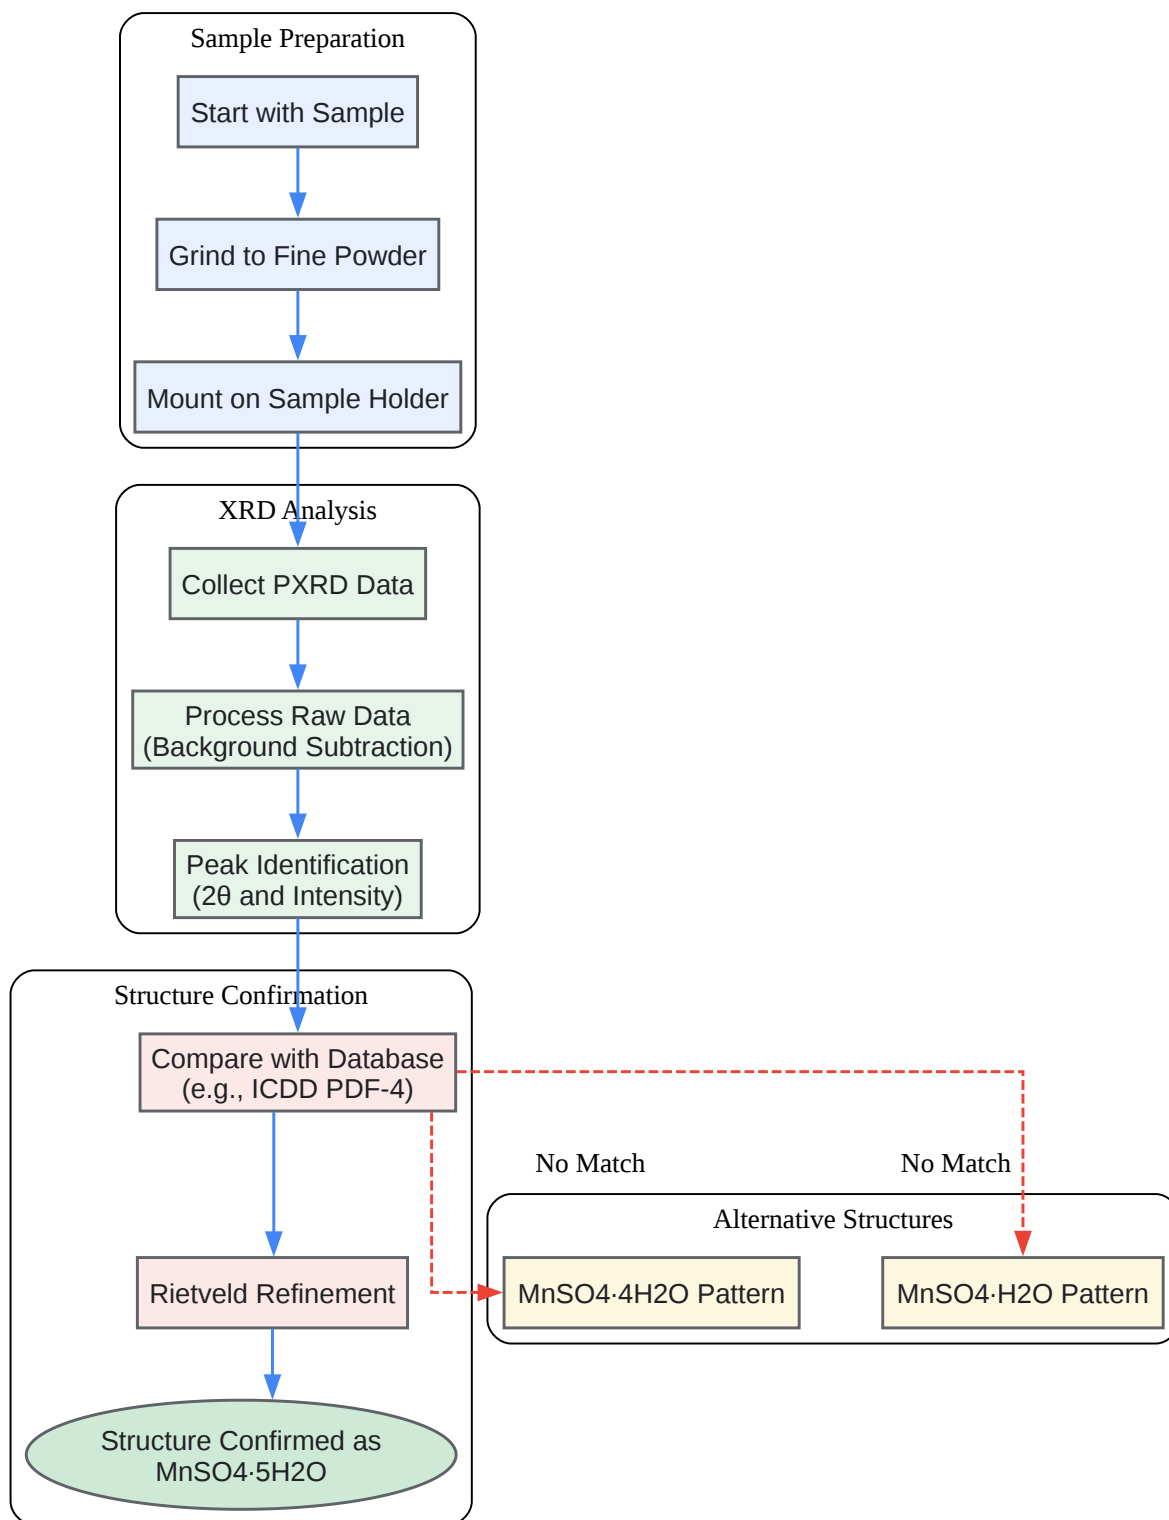 Sample Preparation
Start with Sample
Grind to Fine Powder
Mount on Sample Holder
XRD Analysis
Collect PXRD Data
Process Raw Data
(Background Subtraction)
Peak Identification
(2θ and Intensity)
Structure Confirmation
Compare with Database
(e.g., ICDD PDF-4)
No Match
No Match
Alternative Structures
Rietveld Refinement
MnSO4·4H2O Pattern
MnSO4·H2O Pattern
Structure Confirmed as
MnSO4·5H2O